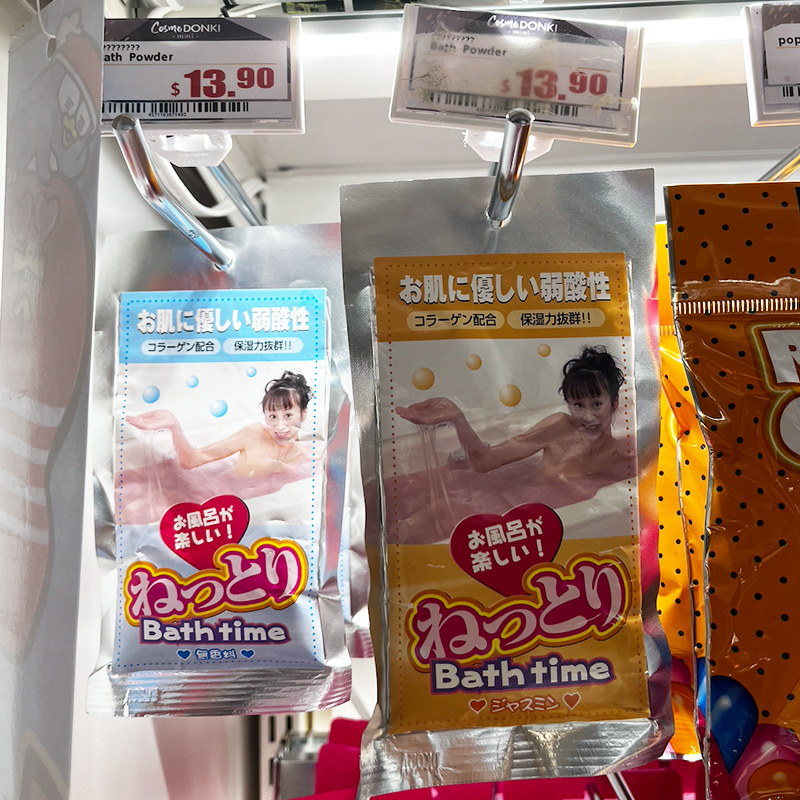 Cosme DONKI
- mini -
????????
Bath Powder
$13.90
Cosme DONKI
- mini -
Bath Powder
$13.90
pop
お肌に優しい弱酸性
コラーゲン配合
保湿力抜群!!
お風呂が
楽しい!
ねっとり
Bath time
無香料
お肌に優しい弱酸性
コラーゲン配合
保湿力抜群!!
お風呂が
楽しい!
ねっとり
Bath time
ジャスミン